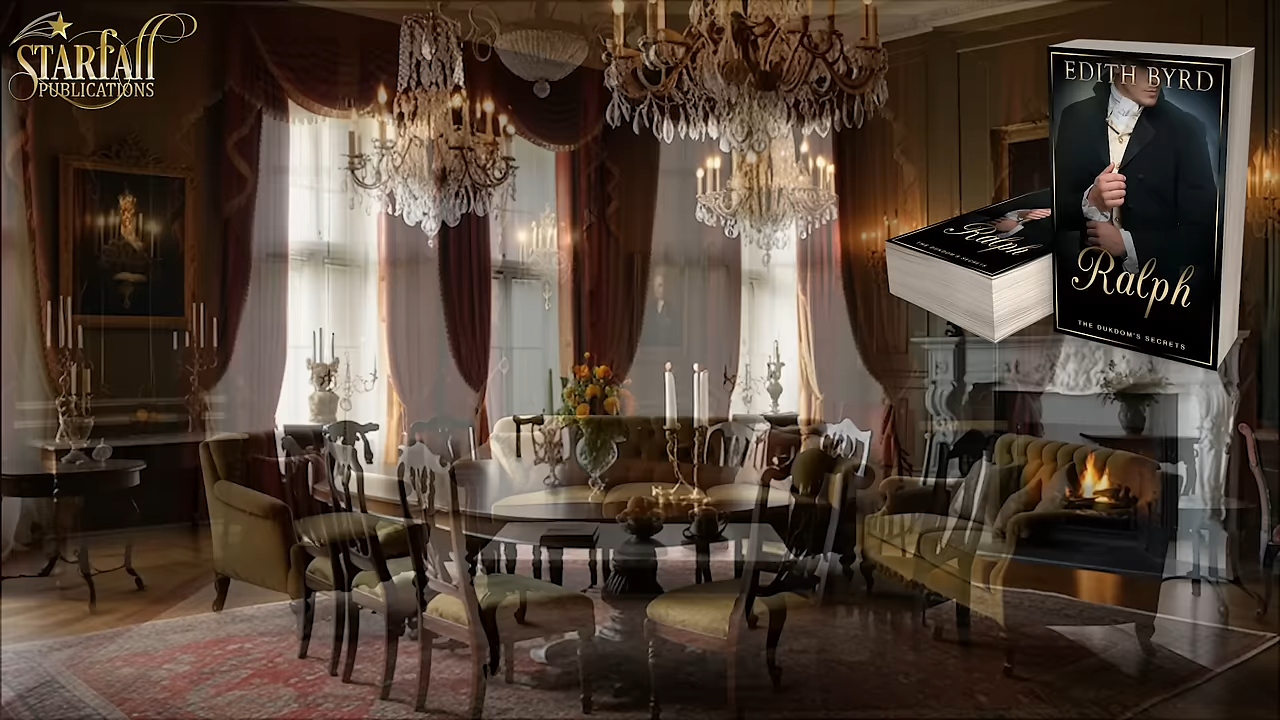 STARfall
PUBLICATIONS
EDITH BYRD
Ralph
THE DUKDOM'S SECRETS
Ralph
THE DUKDOM'S SECRETS